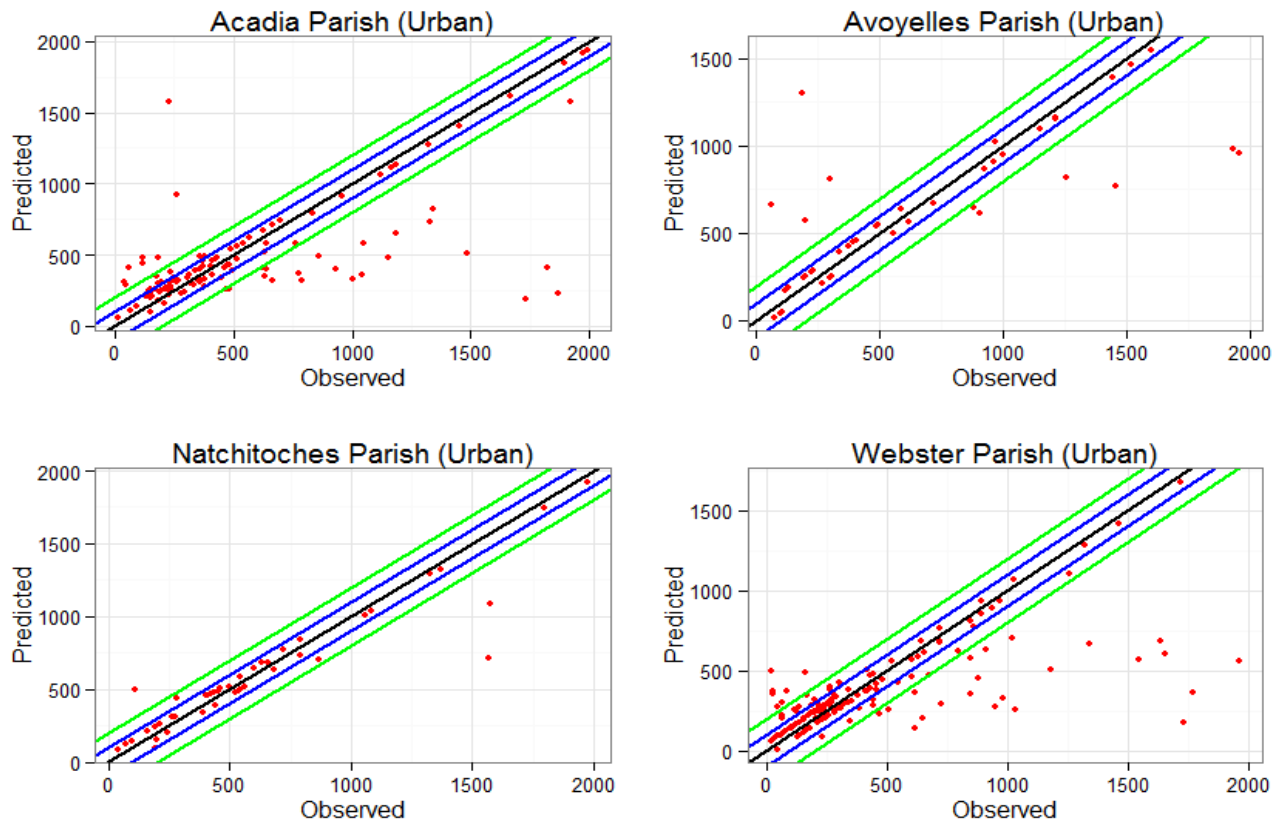 Acadia Parish (Urban)
2000
1500
1000
500
0
Predicted
0 500 1000 1500 2000
Observed
Avoyelles Parish (Urban)
1500
1000
500
0
Predicted
0 500 1000 1500 2000
Observed
Natchitoches Parish (Urban)
2000
1500
1000
500
0
Predicted
0 500 1000 1500 2000
Observed
Webster Parish (Urban)
1500
1000
500
0
Predicted
0 500 1000 1500 2000
Observed